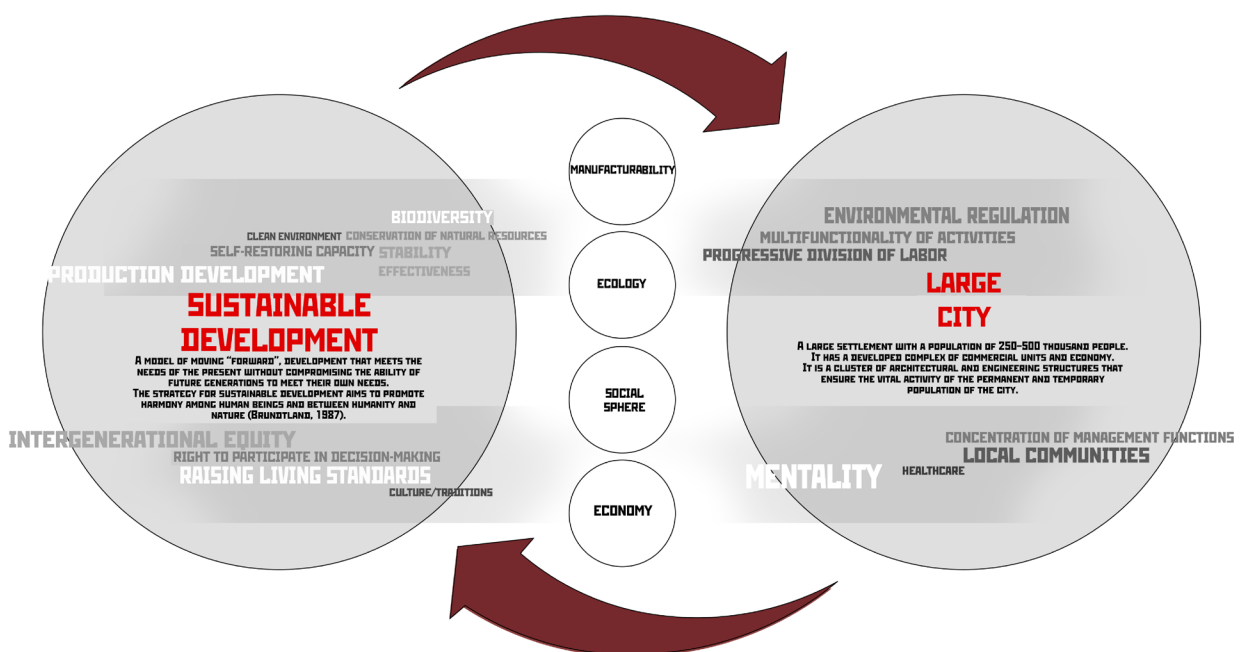 BIODIVERSITY
CLEAN ENVIRONMENT CONSERVATION OF NATURAL RESOURCES
SELF-RESTORING CAPACITY STABILITY
PRODUCTION DEVELOPMENT EFFECTIVENESS
SUSTAINABLE
DEVELOPMENT
A MODEL OF MOVING "FORWARD", DEVELOPMENT THAT MEETS THE
NEEDS OF THE PRESENT WITHOUT COMPROMISING THE ABILITY OF
FUTURE GENERATIONS TO MEET THEIR OWN NEEDS.
THE STRATEGY FOR SUSTAINABLE DEVELOPMENT AIMS TO PROMOTE
HARMONY AMONG HUMAN BEINGS AND BETWEEN HUMANITY AND
NATURE (BRUNDTLAND, 1987).
INTERGENERATIONAL EQUITY
RIGHT TO PARTICIPATE IN DECISION-MAKING
RAISING LIVING STANDARDS
CULTURE/TRADITIONS
MANUFACTURABILITY
ECOLOGY
SOCIAL
SPHERE
ECONOMY
ENVIRONMENTAL REGULATION
MULTIFUNCTIONALITY OF ACTIVITIES
PROGRESSIVE DIVISION OF LABOR
LARGE
CITY
A LARGE SETTLEMENT WITH A POPULATION OF 250-500 THOUSAND PEOPLE.
IT HAS A DEVELOPED COMPLEX OF COMMERCIAL UNITS AND ECONOMY.
IT IS A CLUSTER OF ARCHITECTURAL AND ENGINEERING STRUCTURES THAT
ENSURE THE VITAL ACTIVITY OF THE PERMANENT AND TEMPORARY
POPULATION OF THE CITY.
CONCENTRATION OF MANAGEMENT FUNCTIONS
LOCAL COMMUNITIES
MENTALITY HEALTHCARE